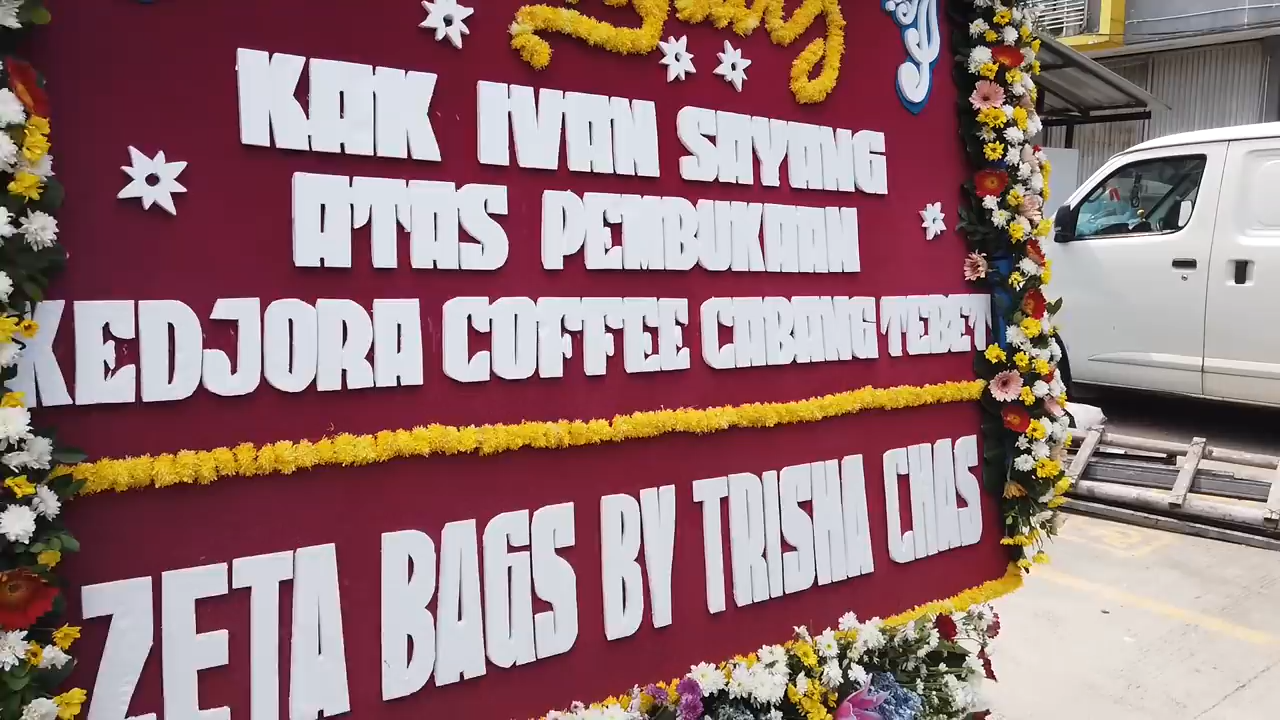 KAK IVAN SAYANG
ATAS PEMBUKAAN
KEDJORA COFFEE CABANG TEBET
ZETA BAGS BY TRISHA CHAS